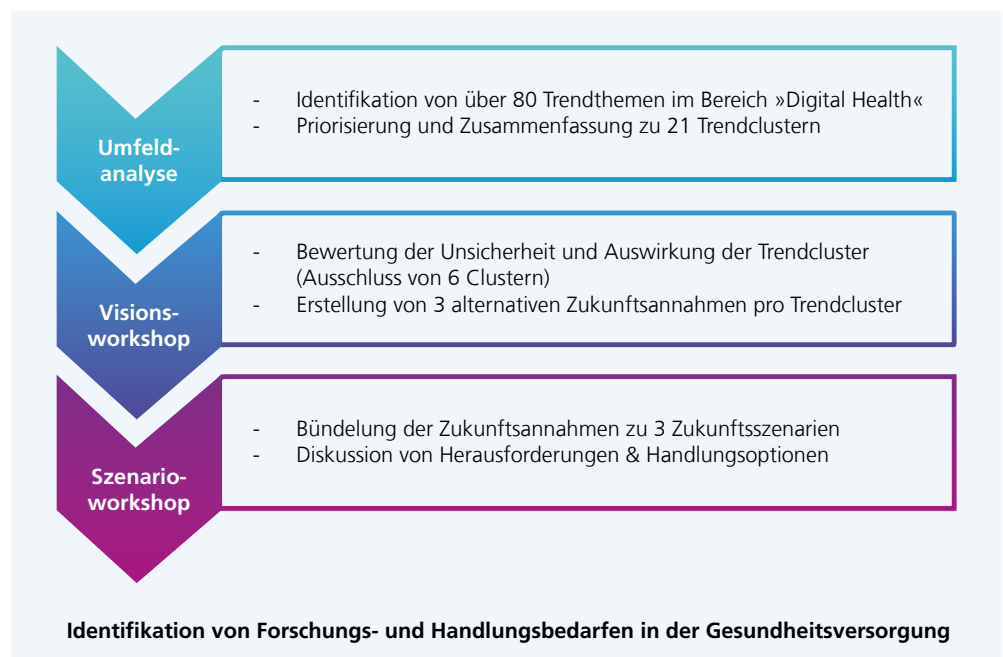 Umfeld-
analyse
- Identifikation von über 80 Trendthemen im Bereich »Digital Health«
- Priorisierung und Zusammenfassung zu 21 Trendclustern
Visions-
workshop
- Bewertung der Unsicherheit und Auswirkung der Trendcluster
(Ausschluss von 6 Clustern)
- Erstellung von 3 alternativen Zukunftsannahmen pro Trendcluster
Szenario-
workshop
- Bündelung der Zukunftsannahmen zu 3 Zukunftsszenarien
- Diskussion von Herausforderungen & Handlungsoptionen
Identifikation von Forschungs- und Handlungsbedarfen in der Gesundheitsversorgung